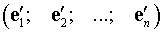 (e′₁; e′₂; ...; e′ₙ)